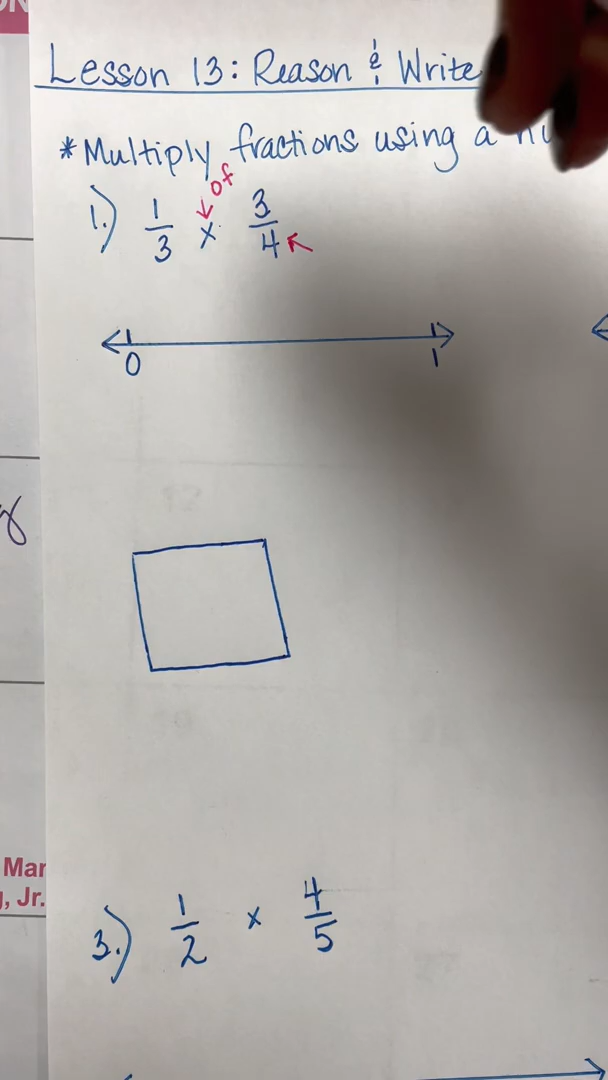 Lesson 13: Reason & Write
*Multiply fractions using a
of
1.) 1/3 x 3/4
0 1
Mar
, Jr.
3.) 1/2 x 4/5